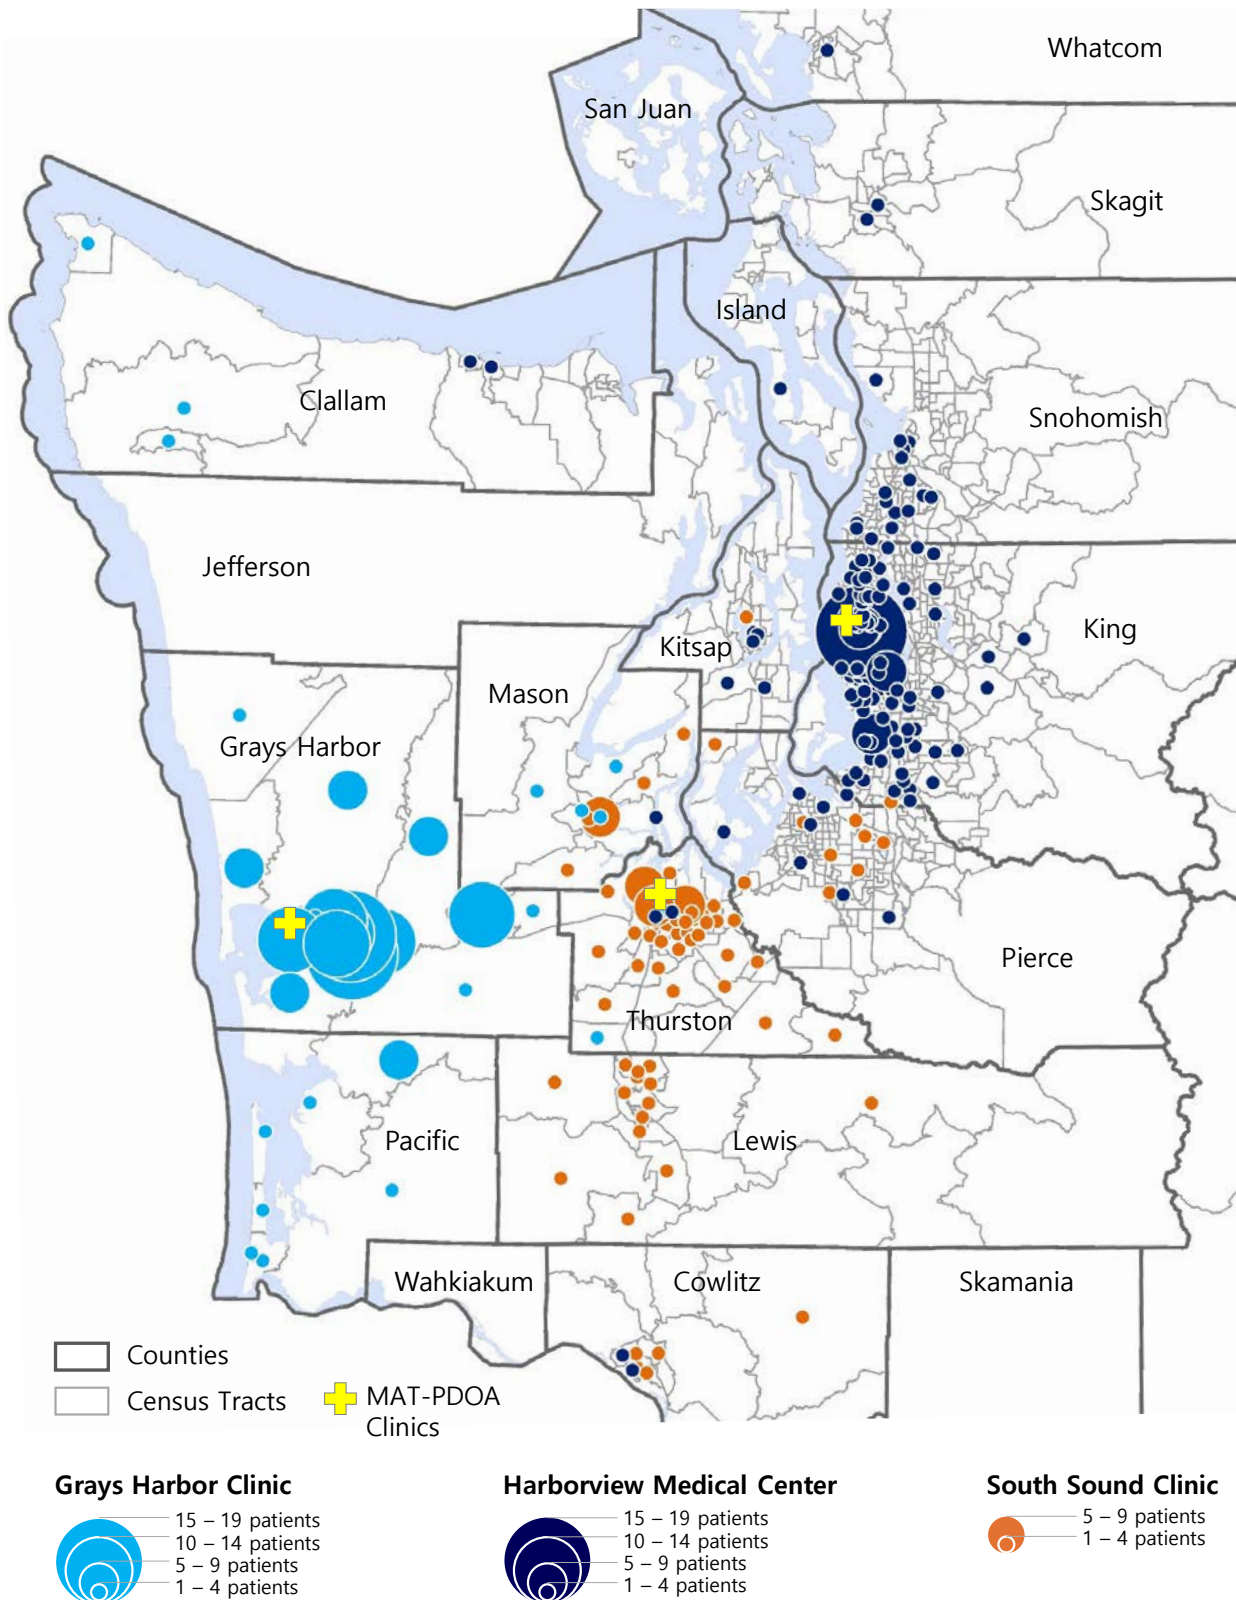 Whatcom
San Juan
Skagit
Island
Clallam
Snohomish
Jefferson
King
Kitsap
Mason
Grays Harbor
Pierce
Thurston
Pacific
Lewis
Wahkiakum
Cowlitz
Skamania
Counties
Census Tracts
MAT-PDOA
Clinics
Grays Harbor Clinic
15 – 19 patients
10 – 14 patients
5 – 9 patients
1 – 4 patients
Harborview Medical Center
15 – 19 patients
10 – 14 patients
5 – 9 patients
1 – 4 patients
South Sound Clinic
5 – 9 patients
1 – 4 patients